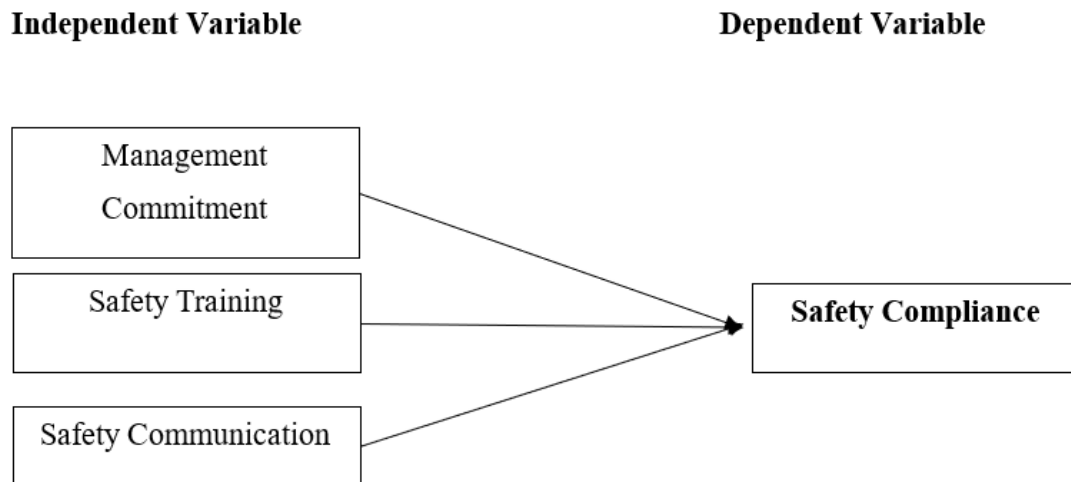 Independent Variable
Dependent Variable
Management
Commitment
Safety Training
Safety Compliance
Safety Communication